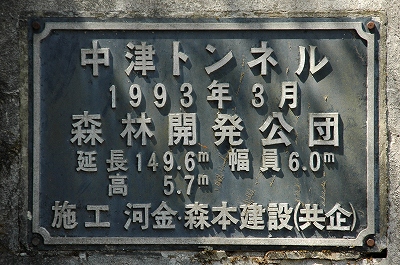 中津トンネル
1993年3月
森林開発公団
延長149.6m 幅員6.0m
高 5.7m
施工 河金・森本建設(共企)